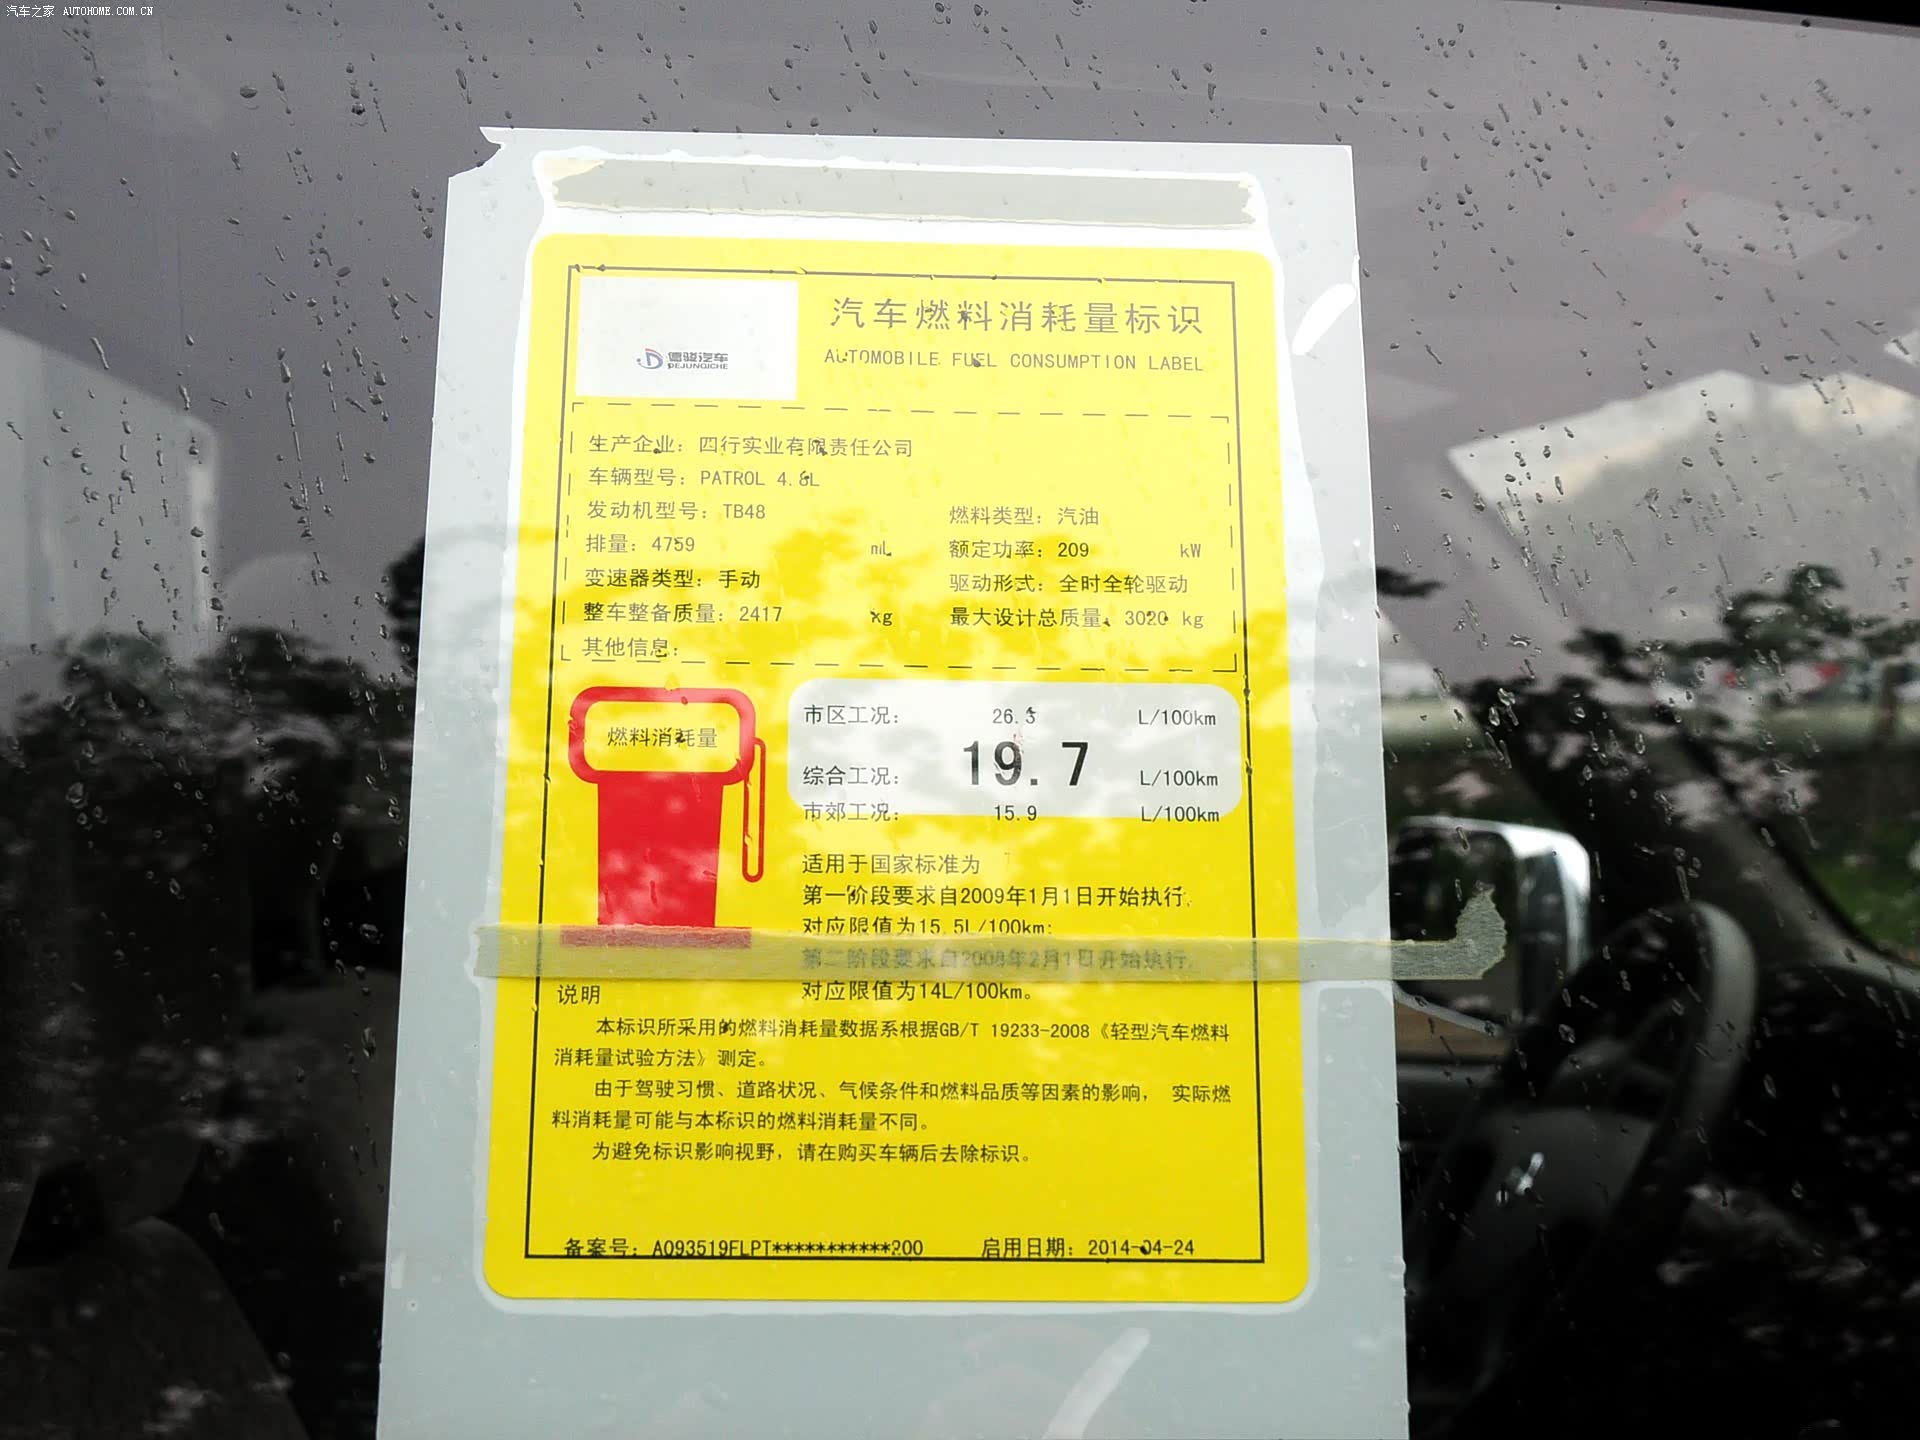 汽车之家 AUTOHOME.COM.CN
德骏汽车
DEJUNQICHE
汽车燃料消耗量标识
AUTOMOBILE FUEL CONSUMPTION LABEL
生产企业：四行实业有限责任公司
车辆型号：PATROL 4.8L
发动机型号：TB48 燃料类型：汽油
排量：4759 mL 额定功率：209 kW
变速器类型：手动 驱动形式：全时全轮驱动
整车整备质量：2417 kg 最大设计总质量：3020 kg
其他信息：
燃料消耗量
市区工况： 26.3 L/100km
综合工况： 19.7 L/100km
市郊工况： 15.9 L/100km
适用于国家标准为
第一阶段要求自2009年1月1日开始执行，
对应限值为15.5L/100km；
第二阶段要求自2008年2月1日开始执行，
对应限值为14L/100km。
说明
本标识所采用的燃料消耗量数据系根据GB/T 19233-2008《轻型汽车燃料
消耗量试验方法》测定。
由于驾驶习惯、道路状况、气候条件和燃料品质等因素的影响， 实际燃
料消耗量可能与本标识的燃料消耗量不同。
为避免标识影响视野，请在购买车辆后去除标识。
备案号：A093519FLPT***********200 启用日期：2014-04-24